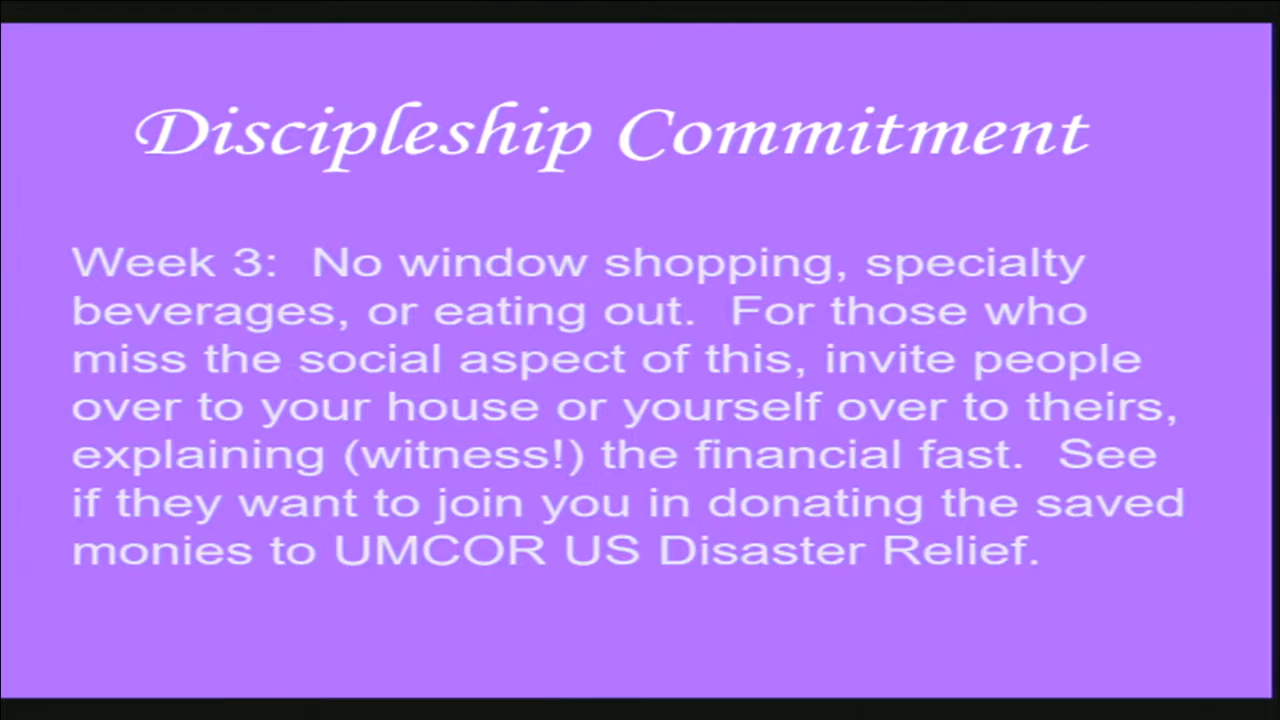 Discipleship Commitment
Week 3:  No window shopping, specialty
beverages, or eating out.  For those who
miss the social aspect of this, invite people
over to your house or yourself over to theirs,
explaining (witness!) the financial fast.  See
if they want to join you in donating the saved
monies to UMCOR US Disaster Relief.